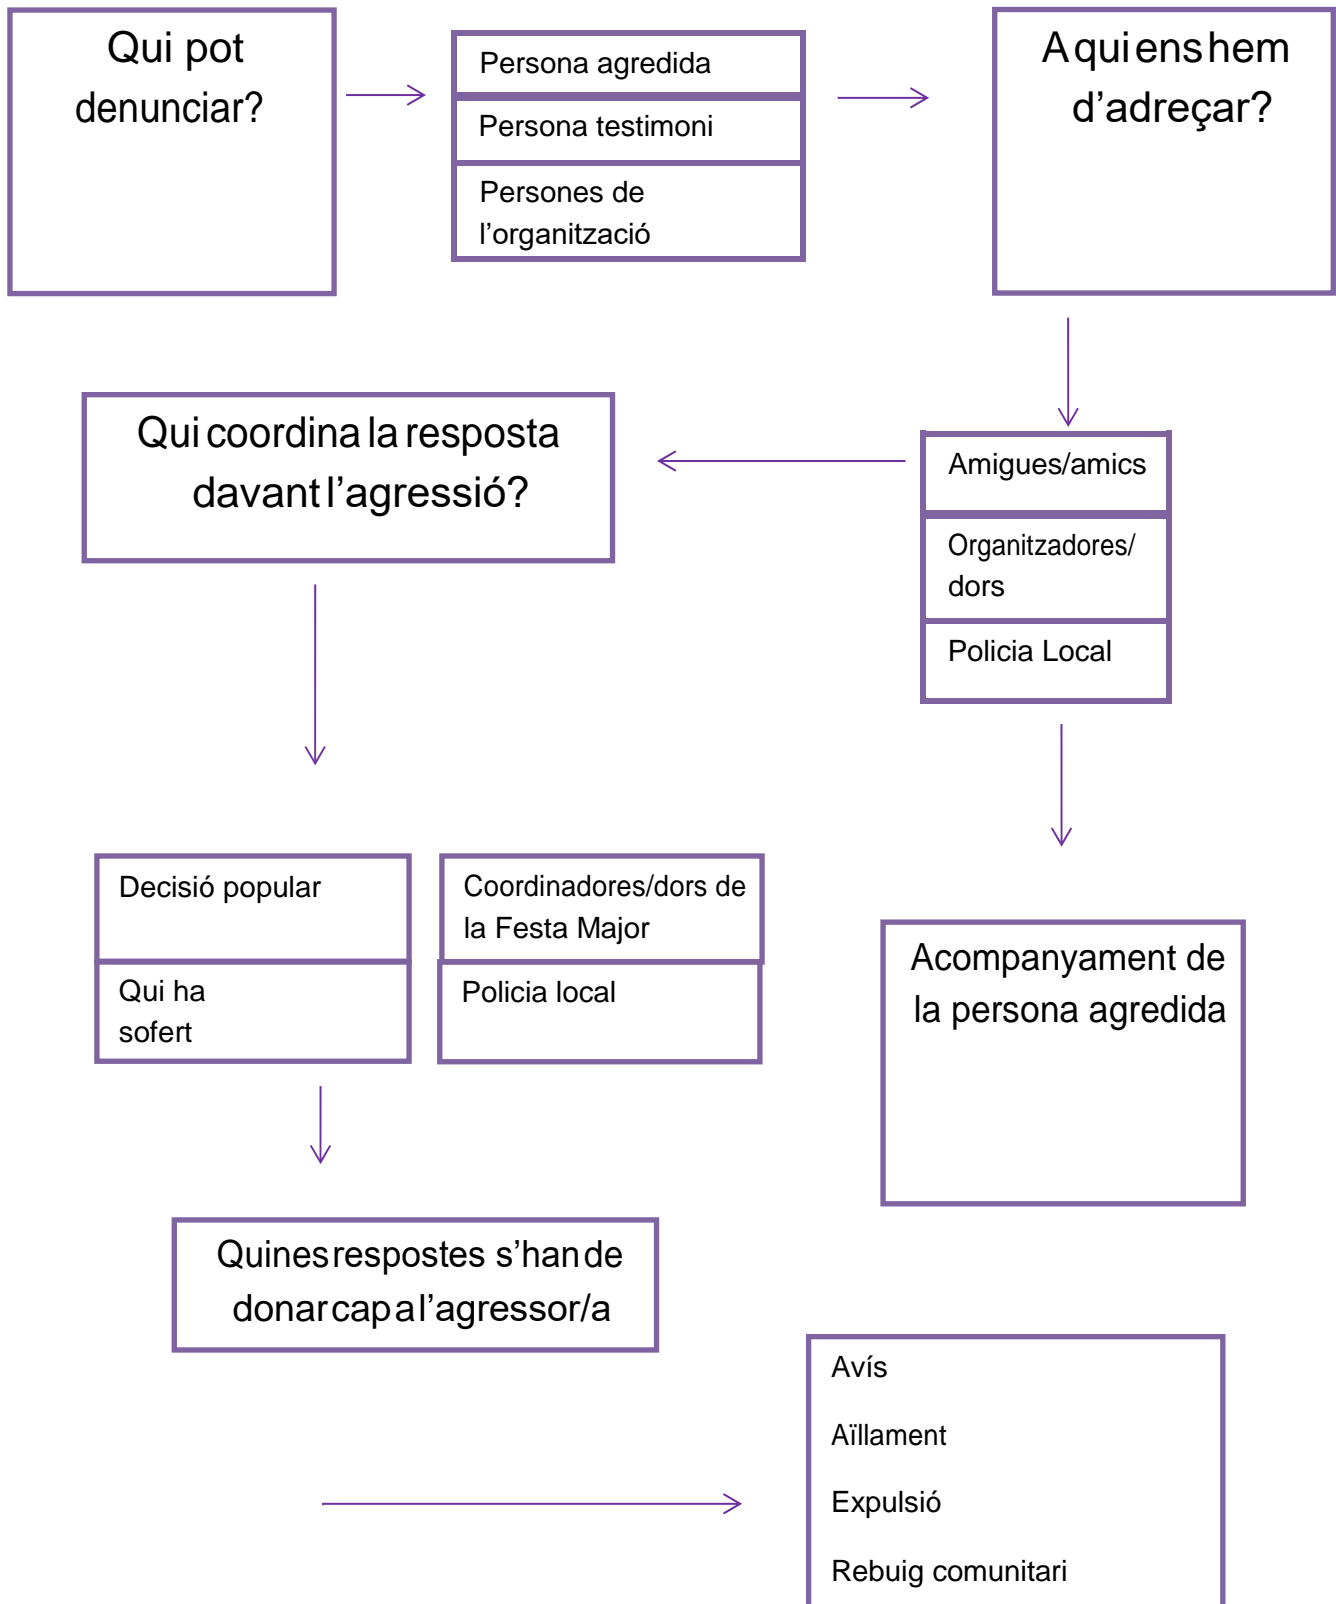 Qui pot
denunciar?
Persona agredida
Persona testimoni
Persones de
l’organització
A qui ens hem
d’adreçar?
Qui coordina la resposta
davant l’agressió?
Amigues/amics
Organitzadores/
dors
Policia Local
Decisió popular
Qui ha
sofert
Coordinadores/dors de
la Festa Major
Policia local
Acompanyament de
la persona agredida
Quines respostes s’han de
donar cap a l’agressor/a
Avís
Aïllament
Expulsió
Rebuig comunitari